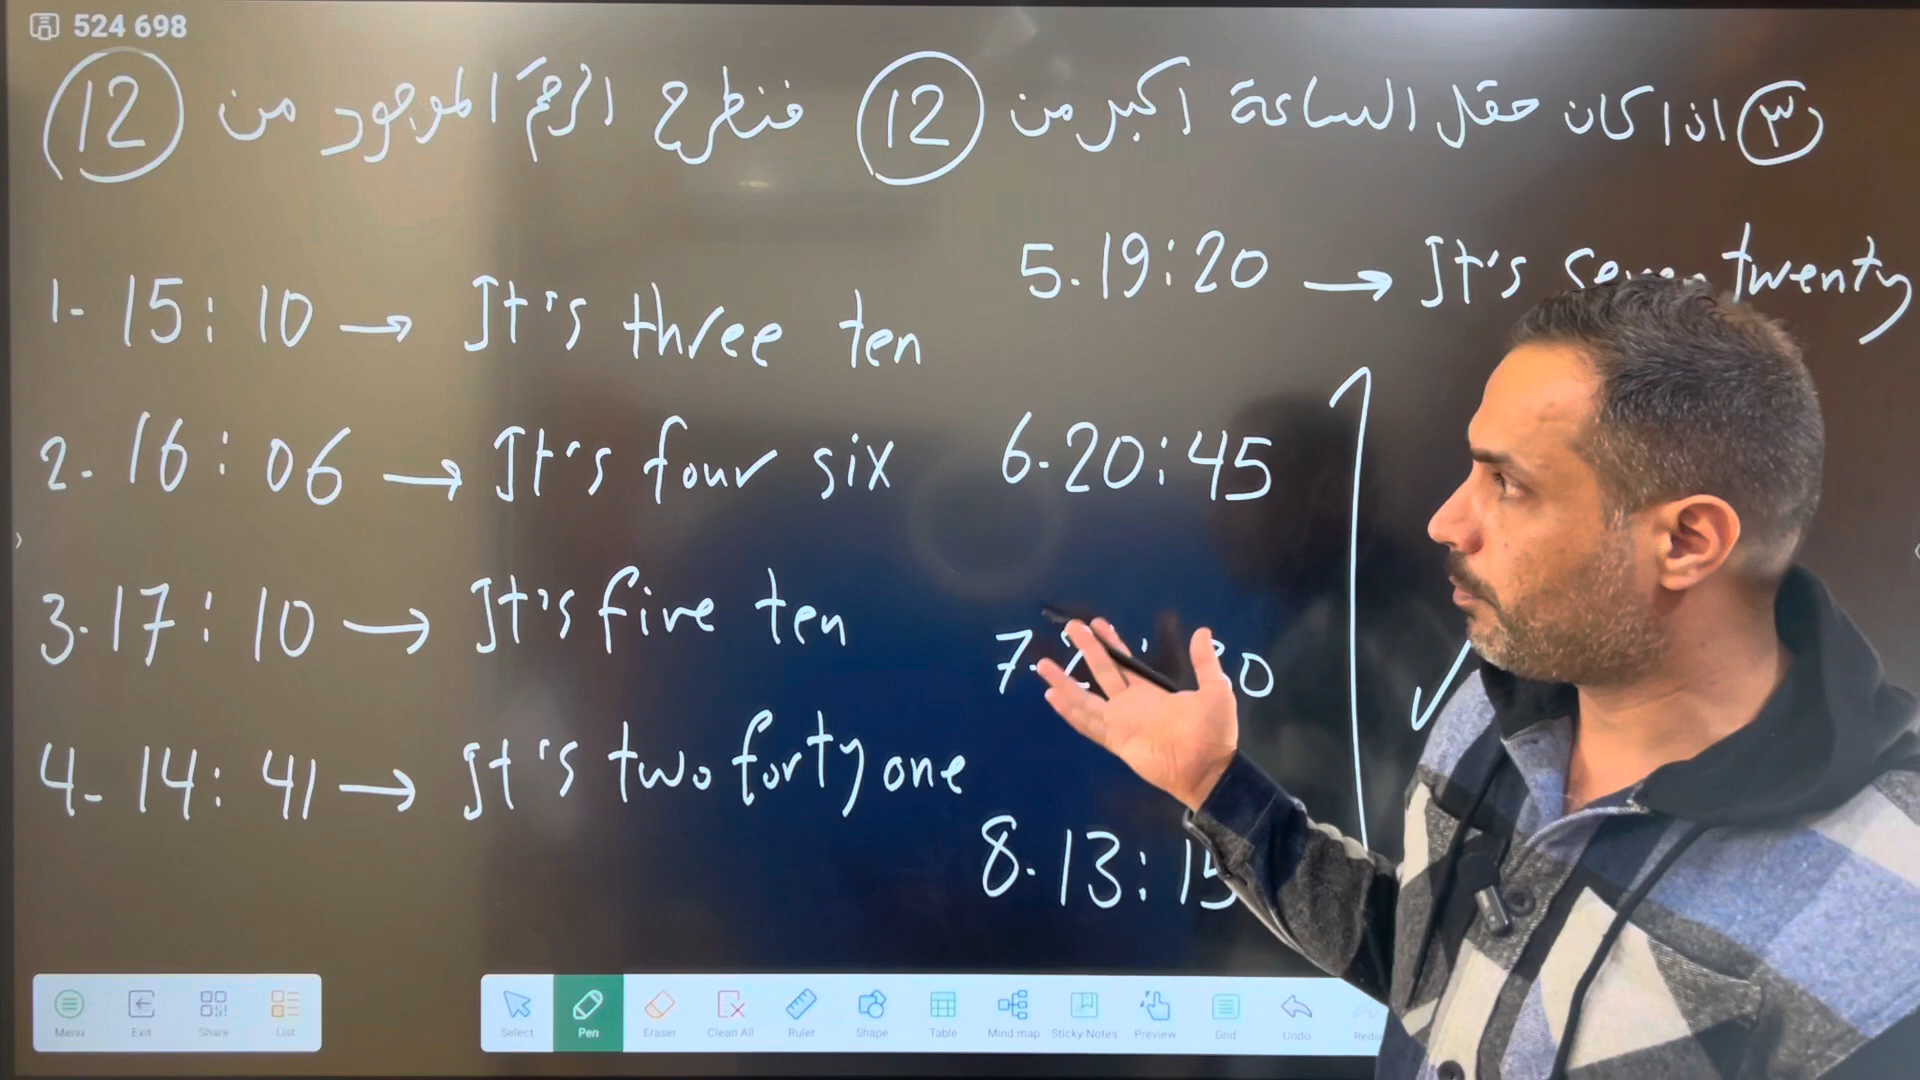 524 698
٣ اذا كان حقل الساعة اكبر من 12 فنطرح الرقم الموجود من 12
1- 15:10 → It's three ten
2- 16:06 → It's four six
3. 17:10 → It's five ten
4- 14:41 → It's two forty one
5. 19:20 → It's seven twenty
6. 20:45
7.
8. 13:15
Menu Exit Share List
Select Pen Eraser Clean All Ruler Shape Table Mind map Sticky-Notes Preview Grid Undo Redo